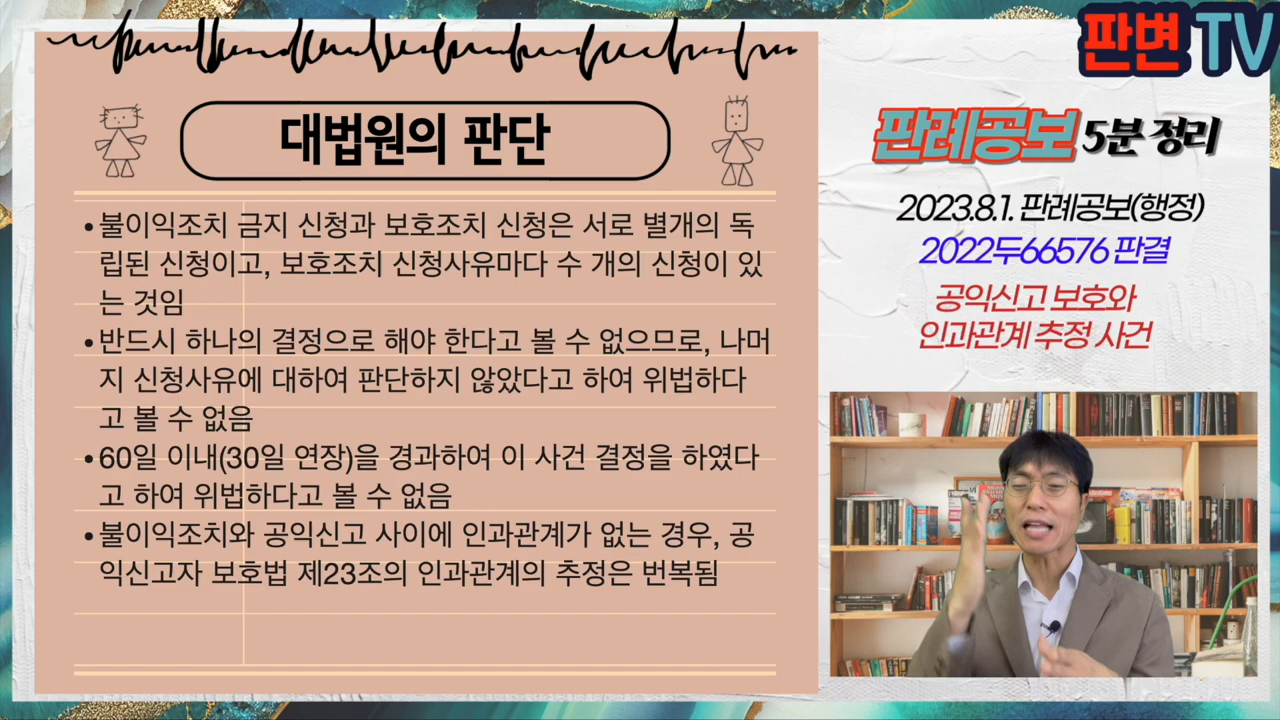 판변 TV
대법원의 판단
• 불이익조치 금지 신청과 보호조치 신청은 서로 별개의 독
립된 신청이고, 보호조치 신청사유마다 수 개의 신청이 있
는 것임
• 반드시 하나의 결정으로 해야 한다고 볼 수 없으므로, 나머
지 신청사유에 대하여 판단하지 않았다고 하여 위법하다
고 볼 수 없음
• 60일 이내(30일 연장)을 경과하여 이 사건 결정을 하였다
고 하여 위법하다고 볼 수 없음
• 불이익조치와 공익신고 사이에 인과관계가 없는 경우, 공
익신고자 보호법 제23조의 인과관계의 추정은 번복됨
판례공보 5분 정리
2023.8.1. 판례공보(행정)
2022두66576 판결
공익신고 보호와
인과관계 추정 사건